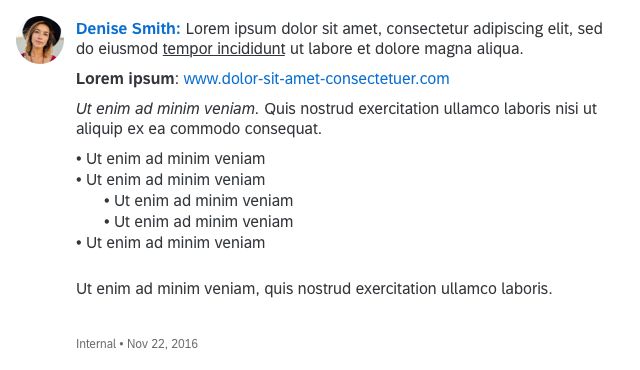 Denise Smith: Lorem ipsum dolor sit amet, consectetur adipiscing elit, sed
do eiusmod tempor incididunt ut labore et dolore magna aliqua.
Lorem ipsum: www.dolor-sit-amet-consectetuer.com
Ut enim ad minim veniam. Quis nostrud exercitation ullamco laboris nisi ut
aliquip ex ea commodo consequat.
• Ut enim ad minim veniam
• Ut enim ad minim veniam
• Ut enim ad minim veniam
• Ut enim ad minim veniam
• Ut enim ad minim veniam
Ut enim ad minim veniam, quis nostrud exercitation ullamco laboris.
Internal • Nov 22, 2016